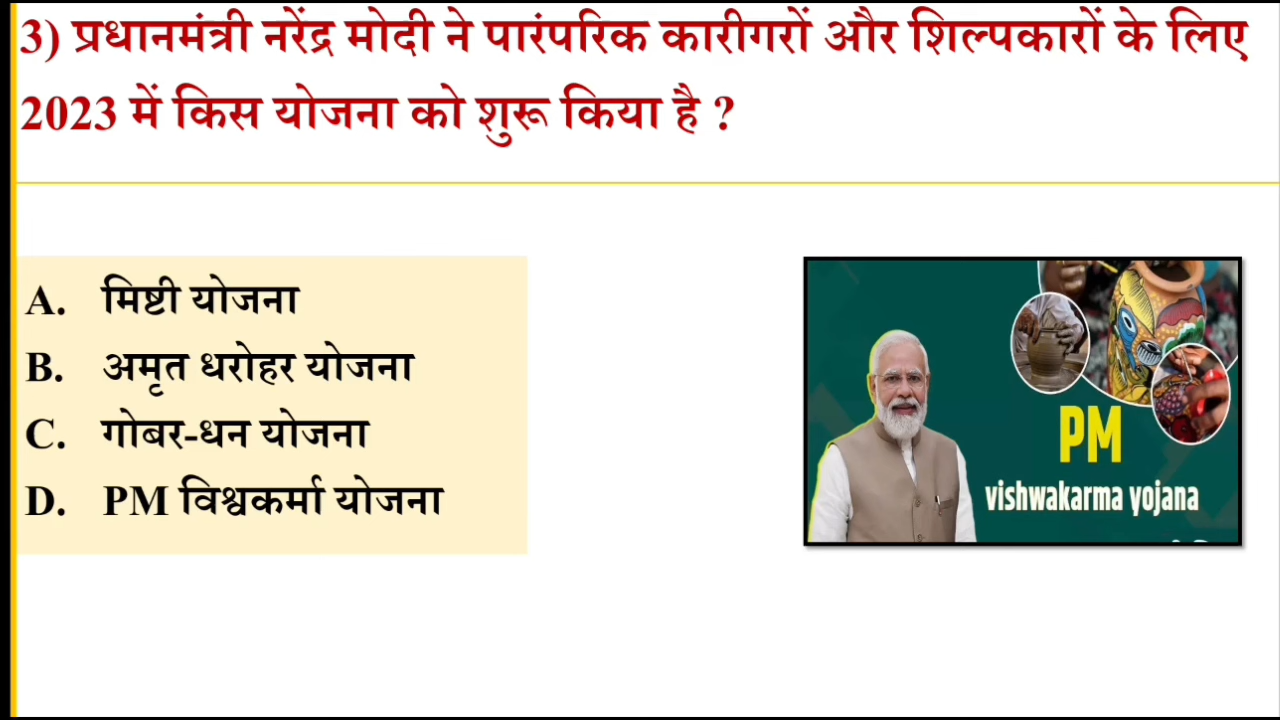 3) प्रधानमंत्री नरेंद्र मोदी ने पारंपरिक कारीगरों और शिल्पकारों के लिए
2023 में किस योजना को शुरू किया है ?
A. मिष्टी योजना
B. अमृत धरोहर योजना
C. गोबर-धन योजना
D. PM विश्वकर्मा योजना
PM
vishwakarma yojana